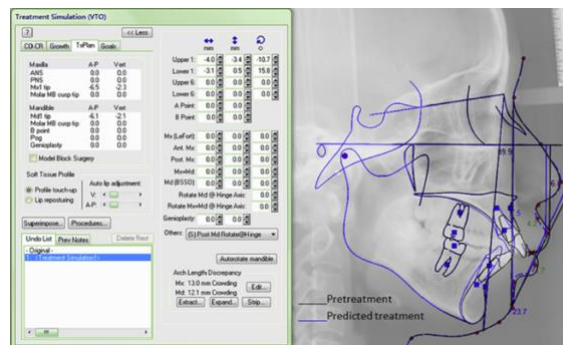 Treatment Simulation (VTO)
? << Less
CO-CR Growth TxPlan Goals
Maxilla A-P Vert
ANS 0.0 0.0
PNS 0.0 0.0
Mx1 tip -6.5 -2.3
Molar MB cusp tip 0.0 0.0
Mandible A-P Vert
Md1 tip -6.1 -2.1
Molar MB cusp tip 0.0 0.0
B point 0.0 0.0
Pog 0.0 0.0
Genioplasty 0.0 0.0
Model Block Surgery
Soft Tissue Profile
Profile touch-up
Lip reposturing
Auto lip adjustment
V:
A-P:
Superimpose... Procedures...
Undo List Prev Notes Delete Rest
- Original -
1: (Treatment Simulation1)
mm mm o
Upper 1: -4.0 -3.4 -10.7
Lower 1: -3.1 0.5 15.8
Upper 6: 0.0 0.0 0.0
Lower 6: 0.0 0.0 0.0
A Point: 0.0 0.0
B Point: 0.0 0.0
Mx (LeFort): 0.0 0.0 0.0
Ant. Mx: 0.0 0.0 0.0
Post. Mx: 0.0 0.0 0.0
Mx+Md: 0.0 0.0 0.0
Md (BSSO): 0.0 0.0 0.0
Rotate Md @ Hinge Axis: 0.0
Rotate Mx+Md @ Hinge Axis: 0.0
Genioplasty: 0.0 0.0 0.0
Others: (S) Post Md Rotate@Hinge
Autorotate mandible
Arch Length Discrepancy
Mx: 13.0 mm Crowding
Md: 12.1 mm Crowding
Edit...
Extract... Expand... Strip...
Pretreatment
Predicted treatment
23.7